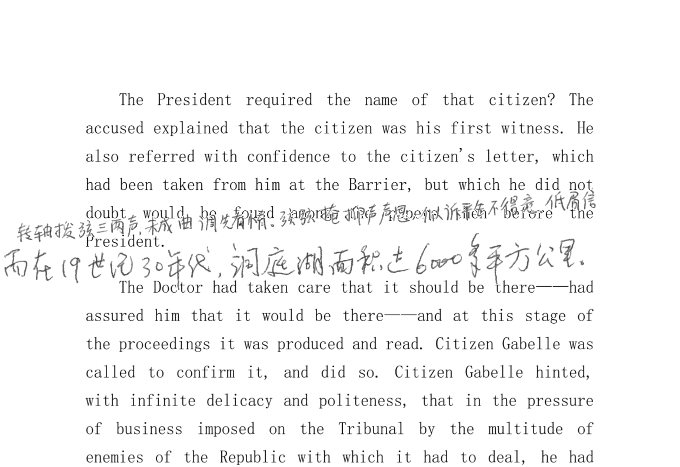 The President required the name of that citizen? The
accused explained that the citizen was his first witness. He
also referred with confidence to the citizen's letter, which
had been taken from him at the Barrier, but which he did not
doubt would be found among the papers then before the
转轴拨弦三两声,未成曲调先有情。弦弦掩抑声声思,似诉平生不得志。低眉信
President.
而在19世纪30年代,洞庭湖面积达6000多平方公里。
The Doctor had taken care that it should be there——had
assured him that it would be there——and at this stage of
the proceedings it was produced and read. Citizen Gabelle was
called to confirm it, and did so. Citizen Gabelle hinted,
with infinite delicacy and politeness, that in the pressure
of business imposed on the Tribunal by the multitude of
enemies of the Republic with which it had to deal, he had